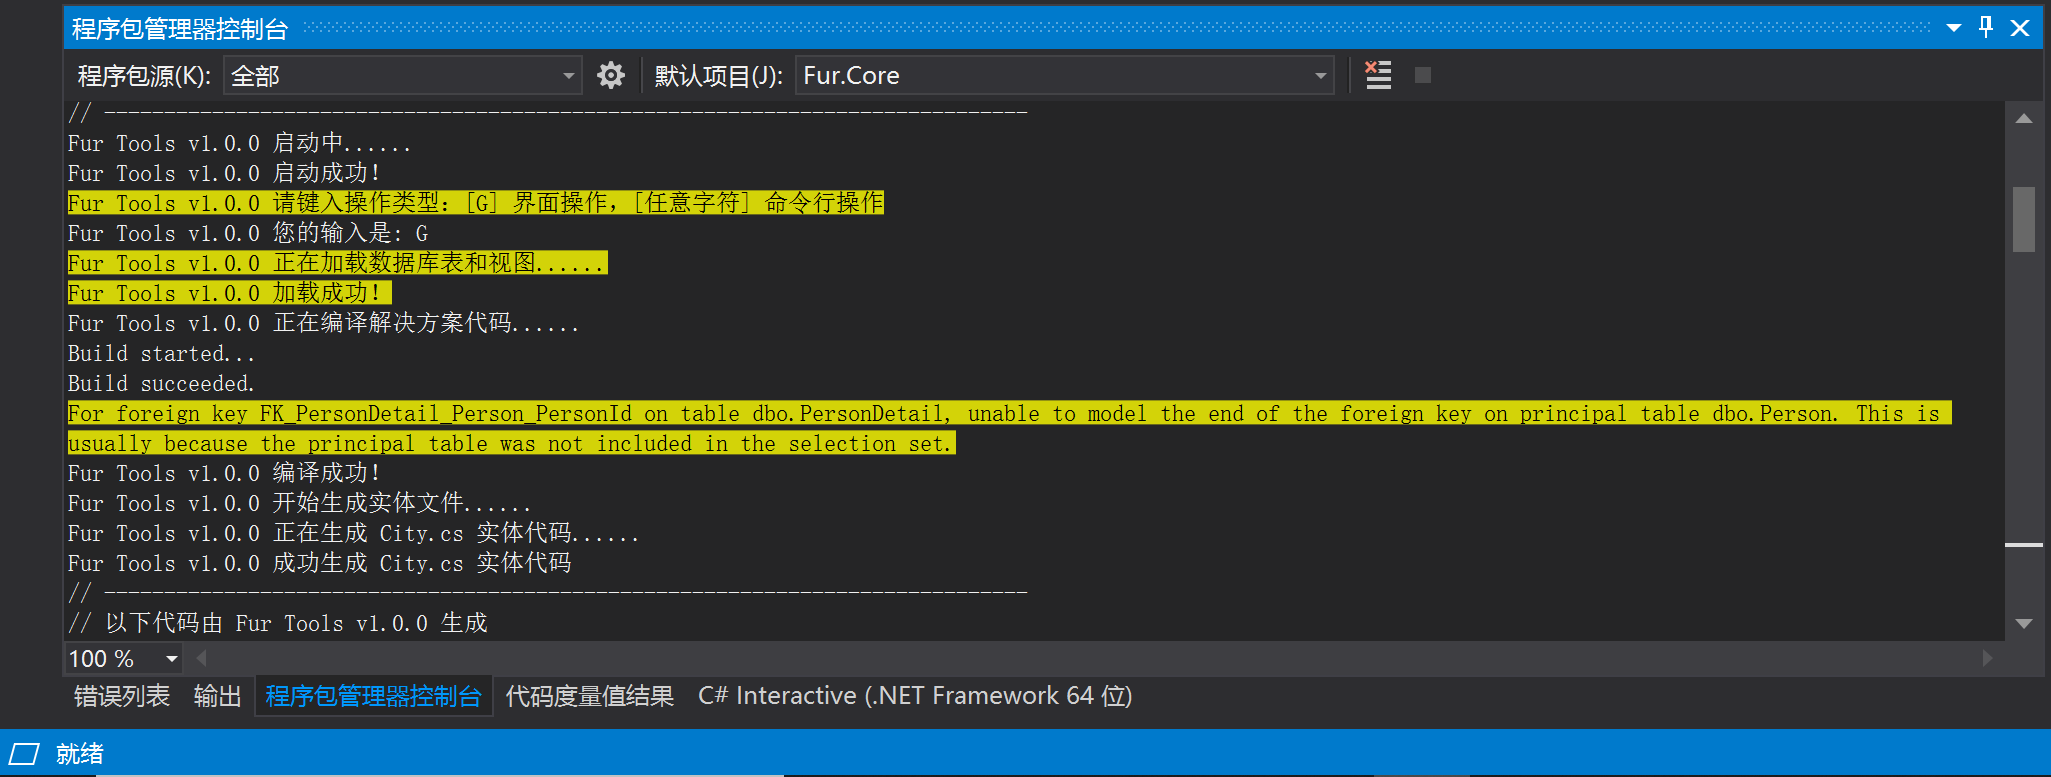 程序包管理器控制台
程序包源(K): 全部 默认项目(J): Fur.Core
// -----------------------------------------------------------------------------
Fur Tools v1.0.0 启动中......
Fur Tools v1.0.0 启动成功！
Fur Tools v1.0.0 请键入操作类型：[G] 界面操作，[任意字符] 命令行操作
Fur Tools v1.0.0 您的输入是: G
Fur Tools v1.0.0 正在加载数据库表和视图......
Fur Tools v1.0.0 加载成功！
Fur Tools v1.0.0 正在编译解决方案代码......
Build started...
Build succeeded.
For foreign key FK_PersonDetail_Person_PersonId on table dbo.PersonDetail, unable to model the end of the foreign key on principal table dbo.Person. This is
usually because the principal table was not included in the selection set.
Fur Tools v1.0.0 编译成功！
Fur Tools v1.0.0 开始生成实体文件......
Fur Tools v1.0.0 正在生成 City.cs 实体代码......
Fur Tools v1.0.0 成功生成 City.cs 实体代码
// -----------------------------------------------------------------------------
// 以下代码由 Fur Tools v1.0.0 生成
100 %
错误列表 输出 程序包管理器控制台 代码度量值结果 C# Interactive (.NET Framework 64 位)
就绪